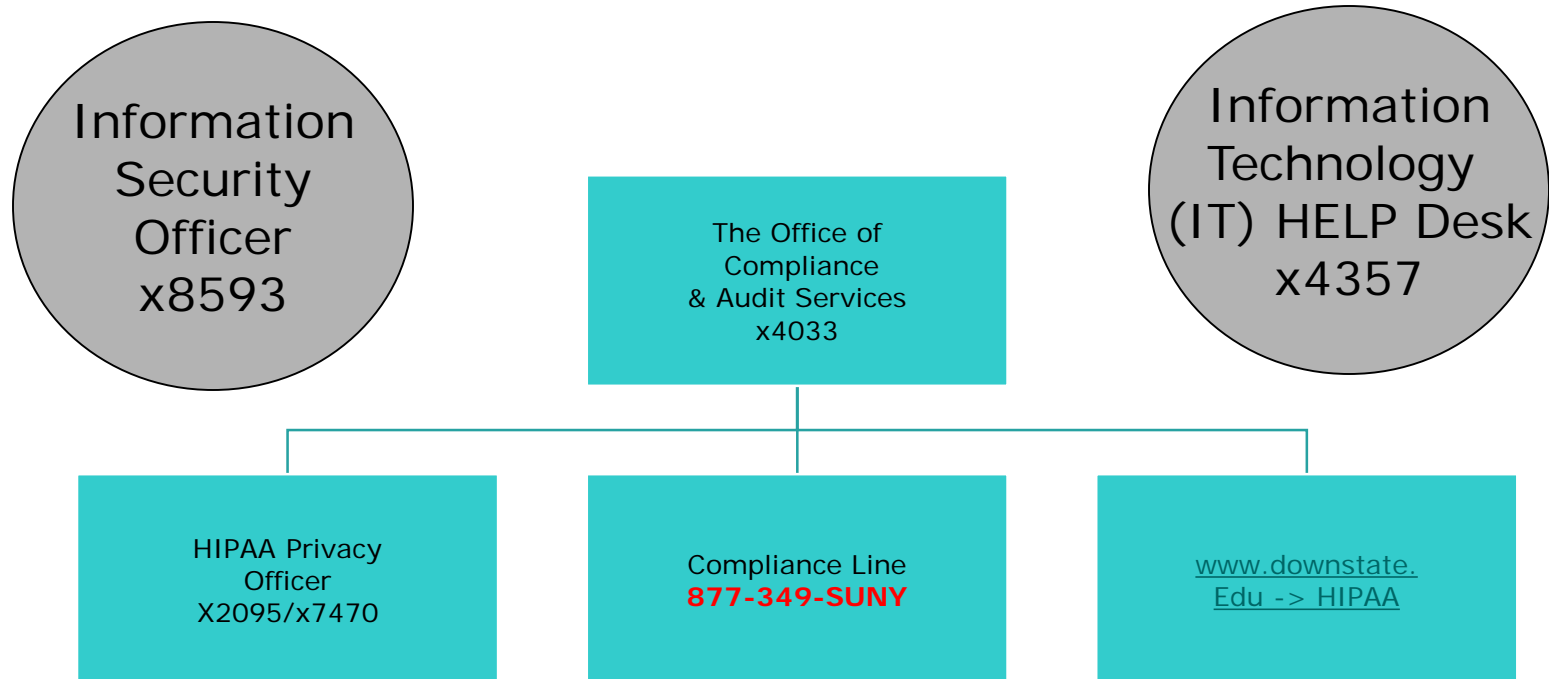 Information
Security
Officer
x8593
Information
Technology
(IT) HELP Desk
x4357
The Office of
Compliance
& Audit Services
x4033
HIPAA Privacy
Officer
X2095/x7470
Compliance Line
877-349-SUNY
www.downstate.
Edu -> HIPAA